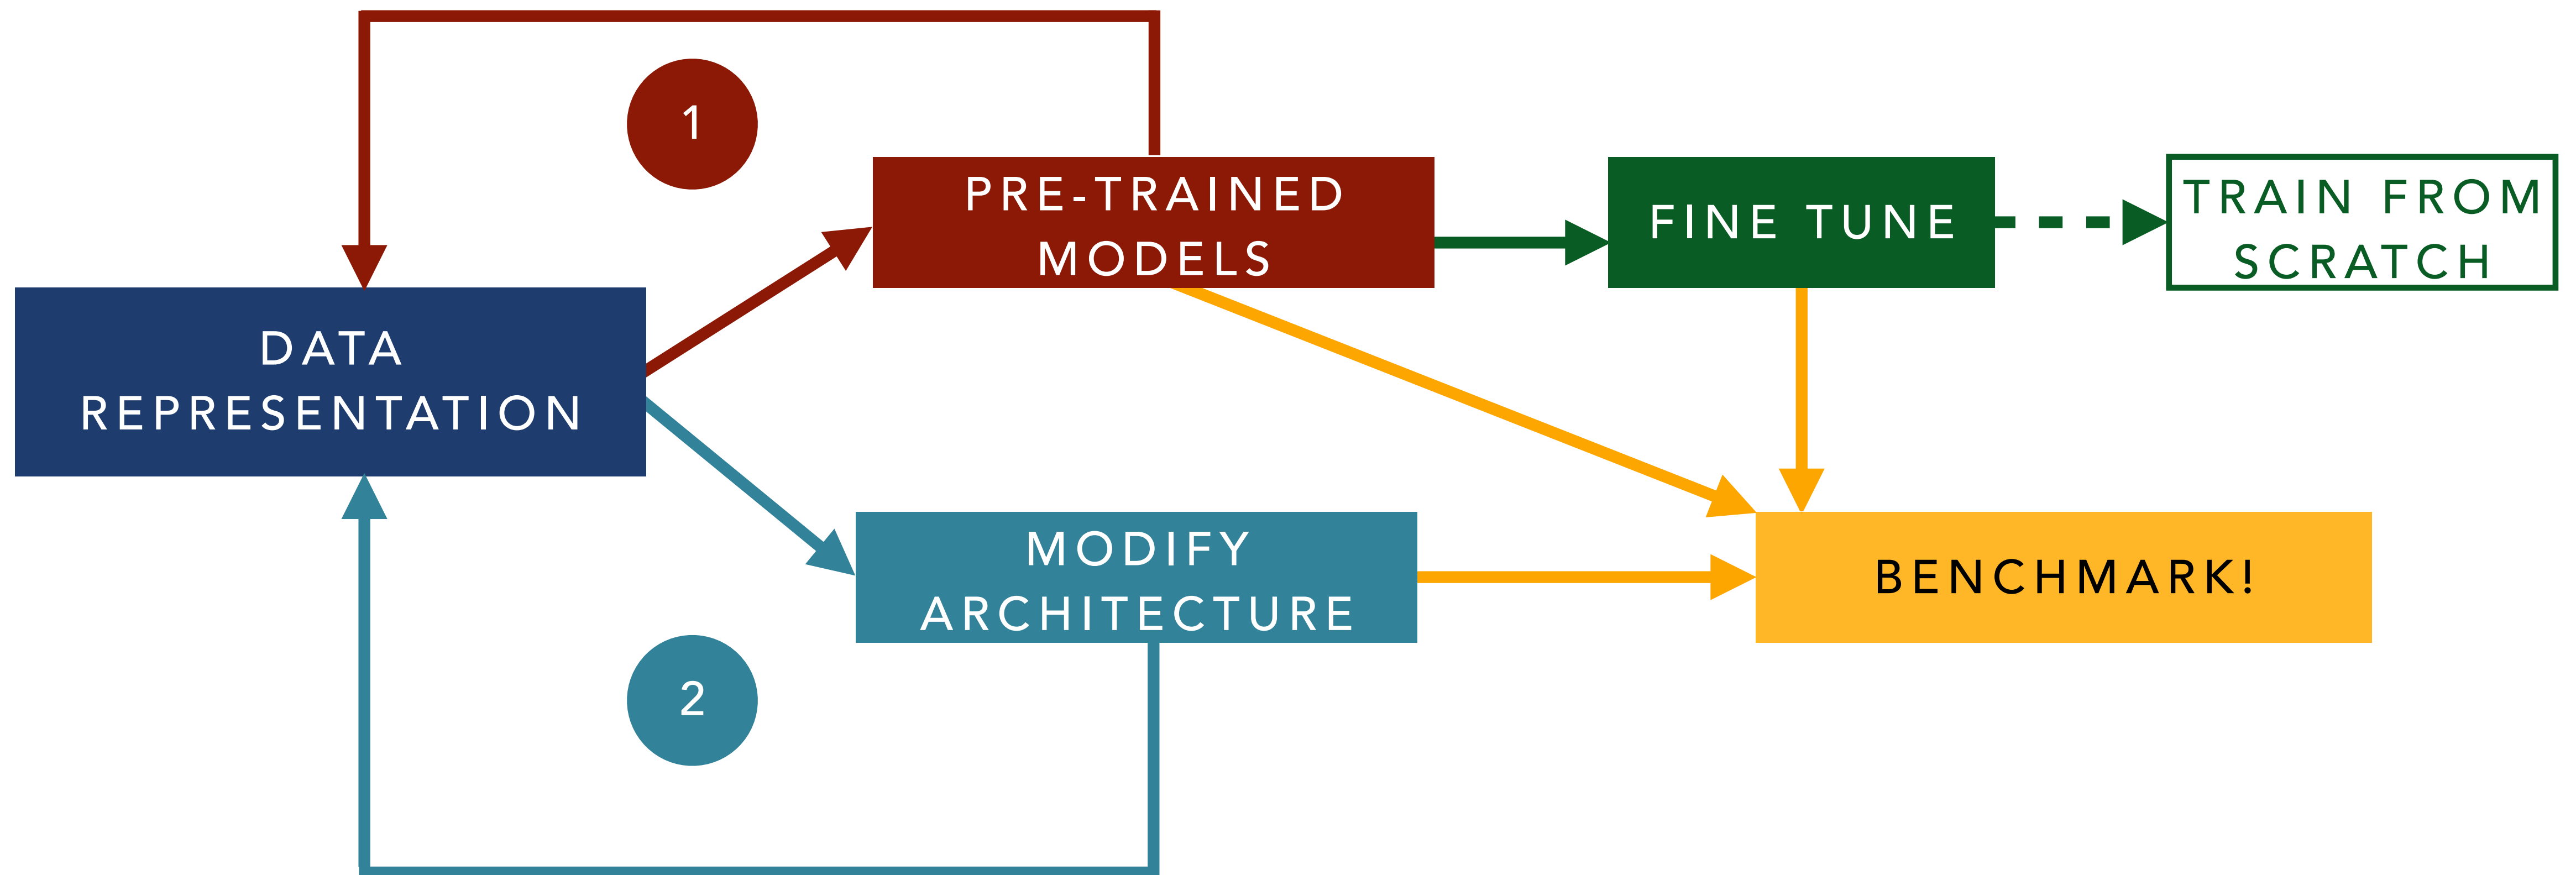 1
PRE-TRAINED
MODELS
FINE TUNE
TRAIN FROM
SCRATCH
DATA
REPRESENTATION
MODIFY
ARCHITECTURE
BENCHMARK!
2